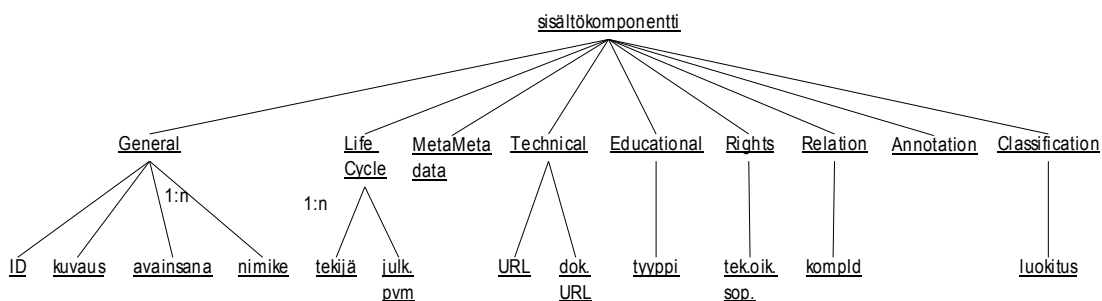 sisältökomponentti
General
Life
Cycle
MetaMeta
data
Technical
Educational
Rights
Relation
Annotation
Classification
1:n
1:n
ID
kuvaus
avainsana
nimike
tekijä
julk.
pvm
URL
dok.
URL
tyyppi
tek.oik.
sop.
kompId
luokitus